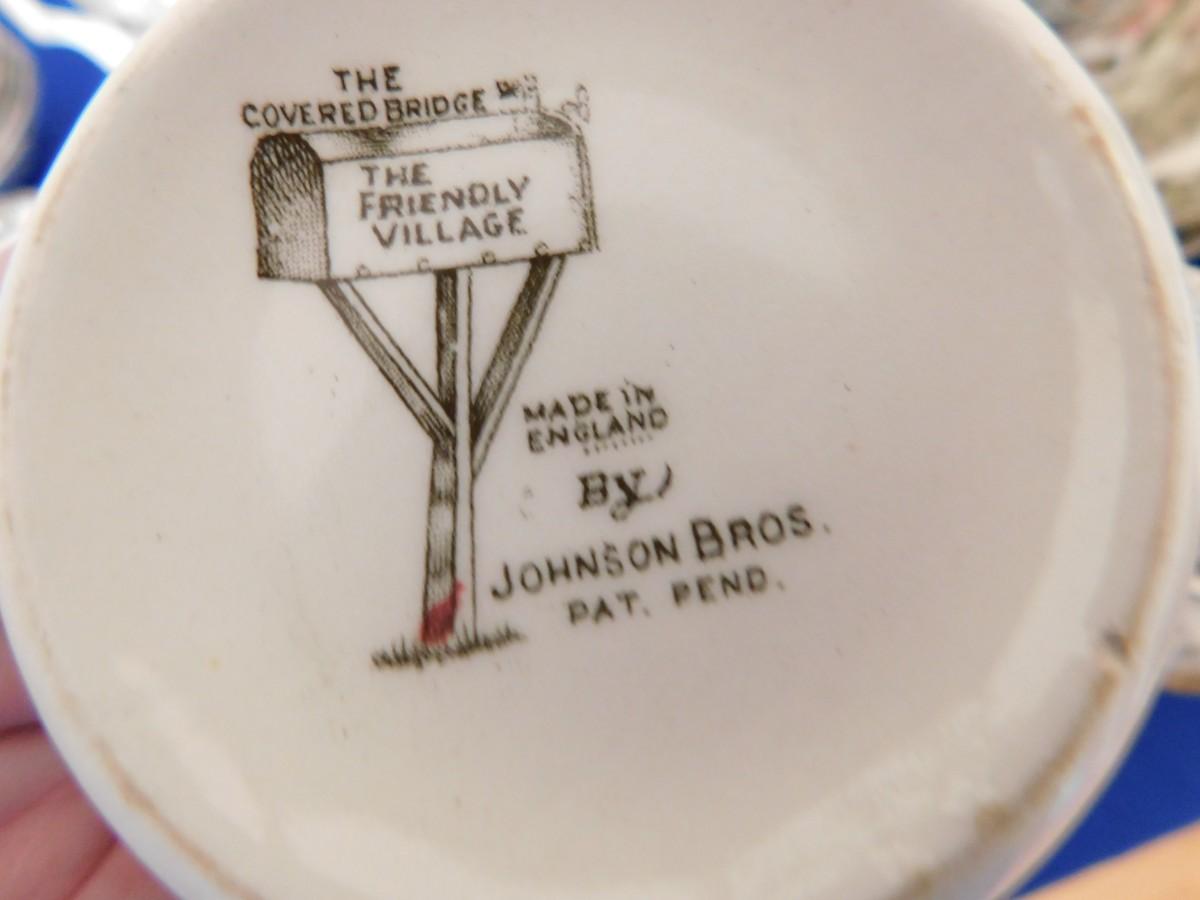 THE
COVERED BRIDGE
THE
FRIENDLY
VILLAGE
MADE IN
ENGLAND
By
JOHNSON BROS.
PAT. PEND.